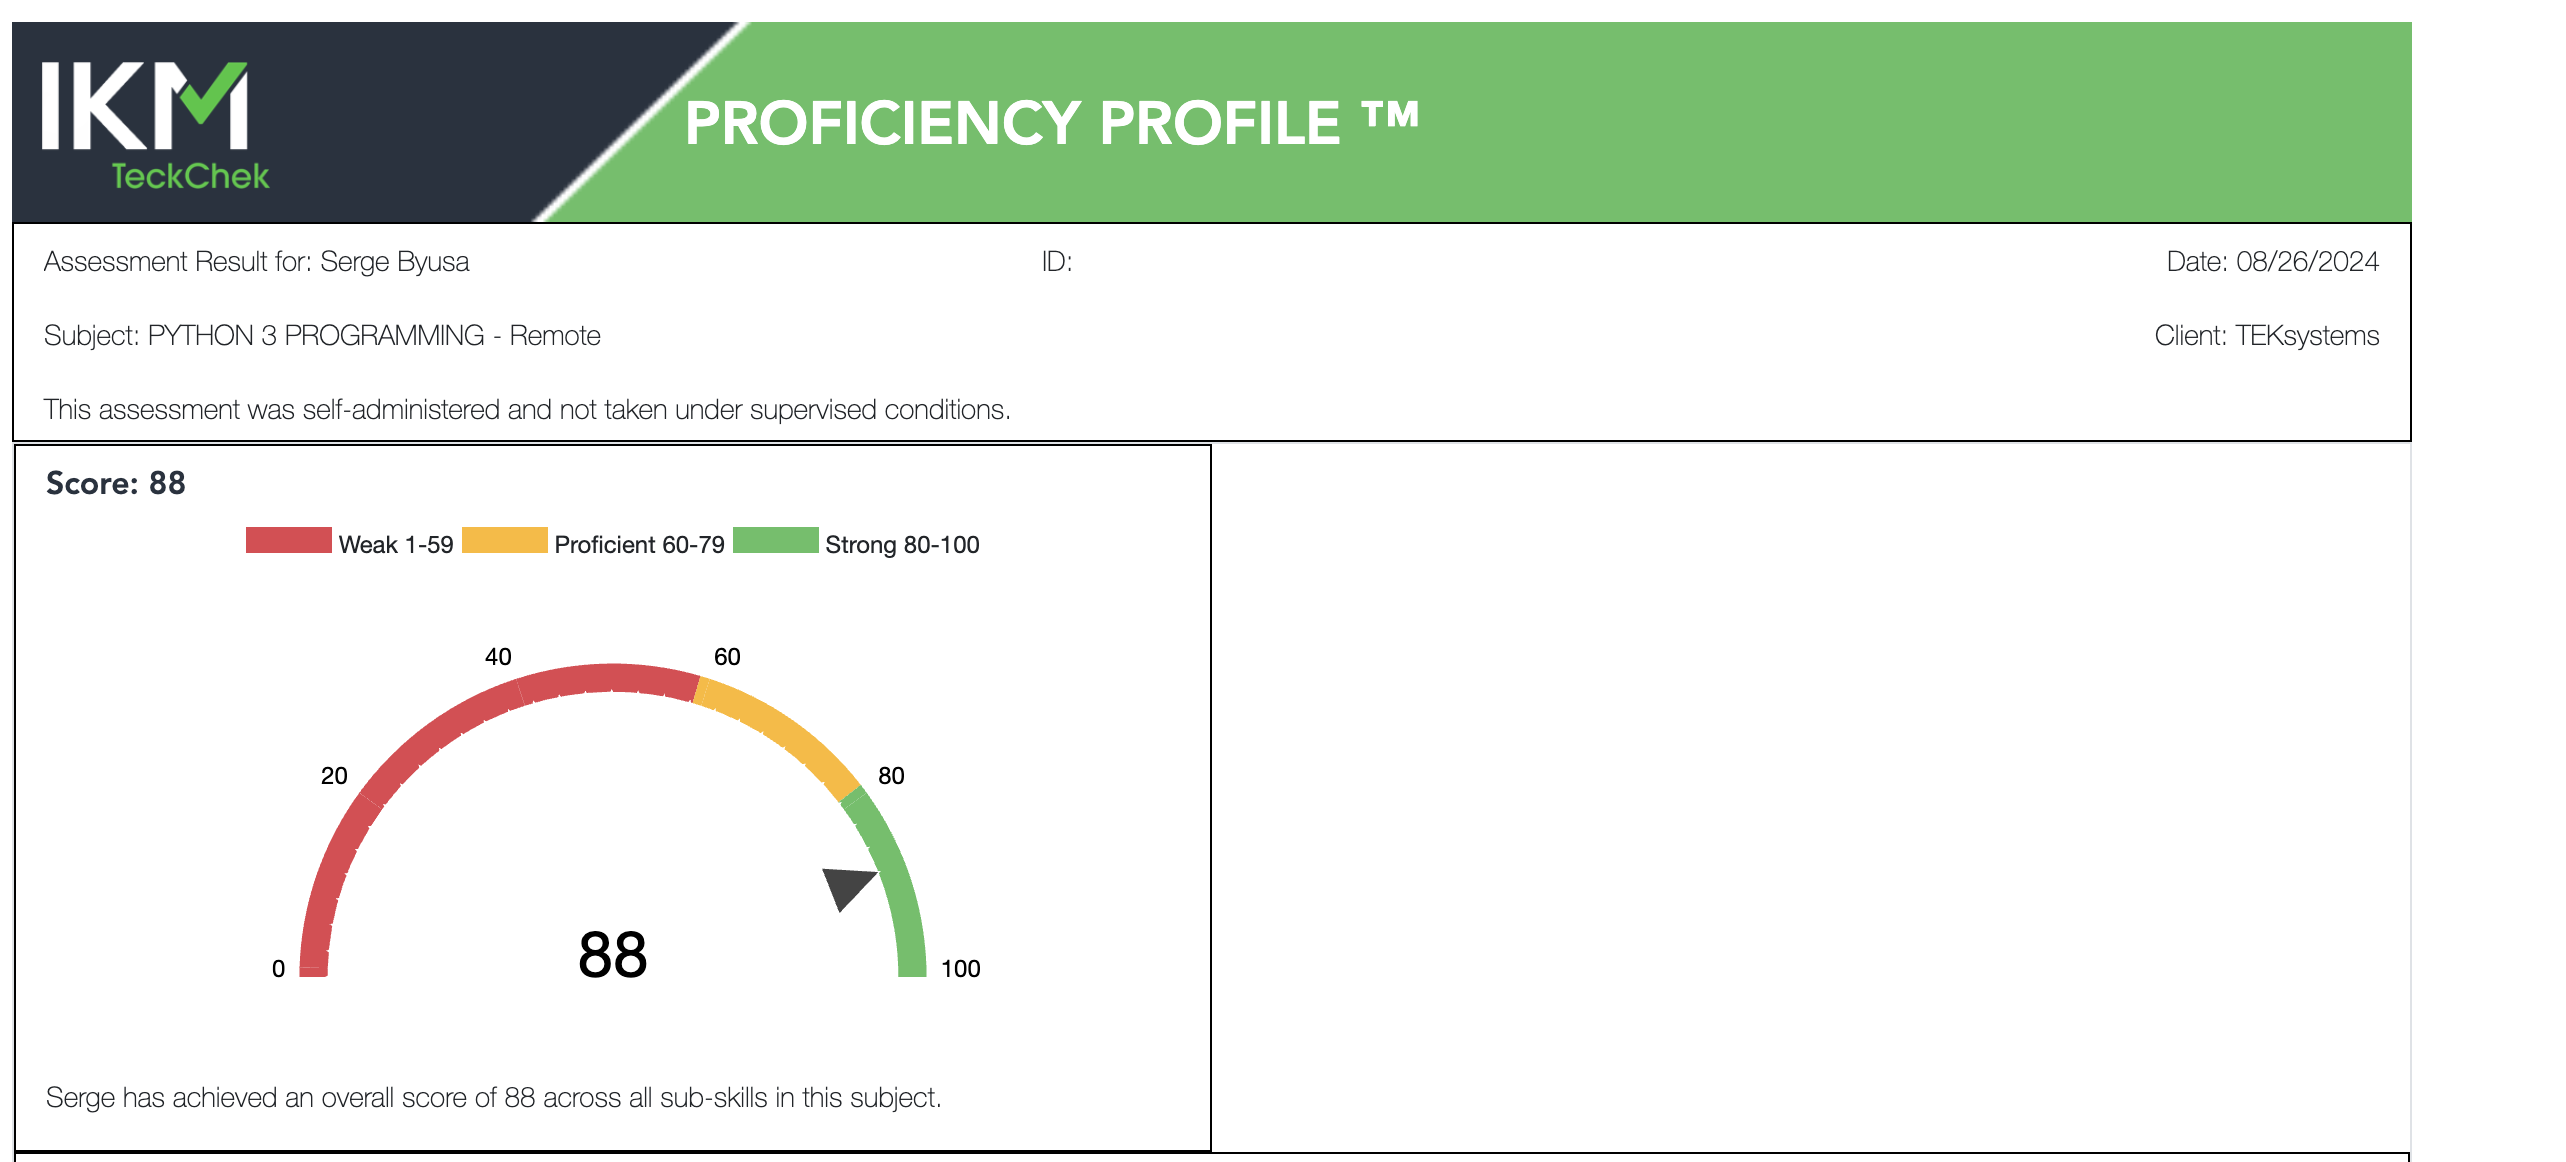 IKM
TeckChek
PROFICIENCY PROFILE ™
Assessment Result for: Serge Byusa
ID:
Date: 08/26/2024
Subject: PYTHON 3 PROGRAMMING - Remote
Client: TEKsystems
This assessment was self-administered and not taken under supervised conditions.
Score: 88
Weak 1-59
Proficient 60-79
Strong 80-100
0
20
40
60
80
100
88
Serge has achieved an overall score of 88 across all sub-skills in this subject.